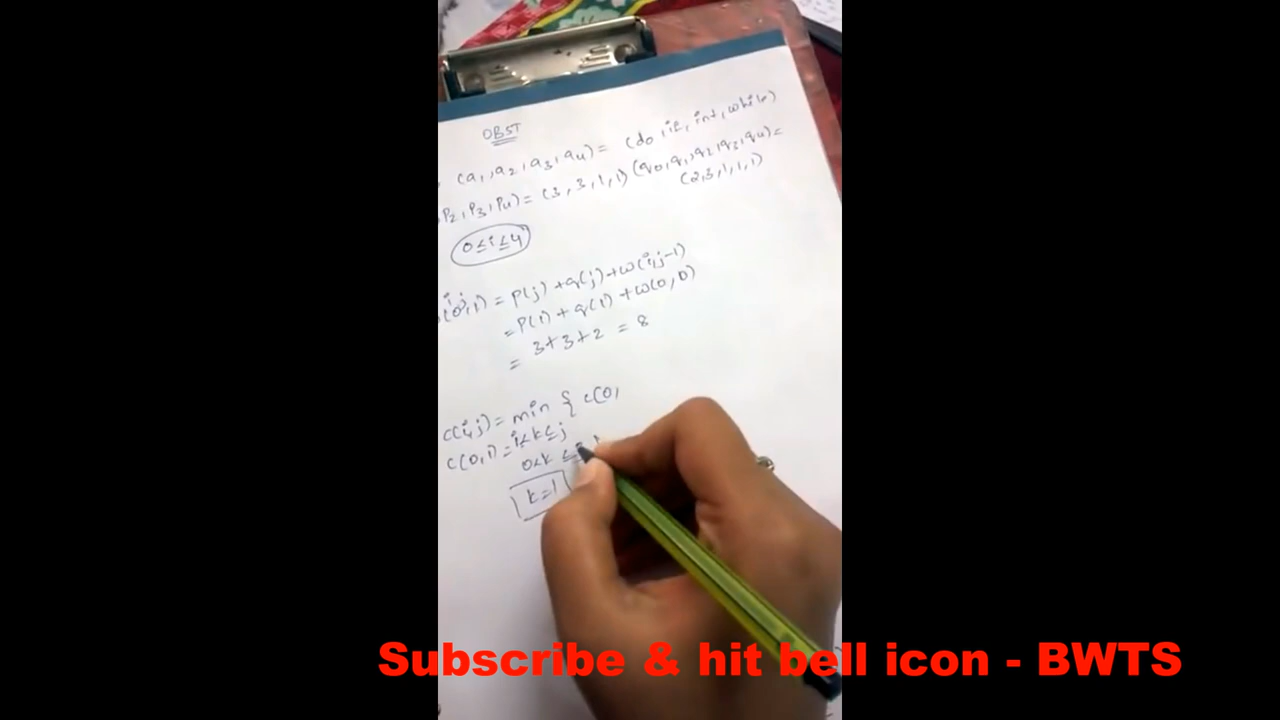 OBST
(a1, a2, a3, a4) = (do, if, int, while)
P2, P3, P4) = (3, 3, 1, 1) (q0, q1, q2, q3, q4) =
(2, 3, 1, 1, 1)
0 ≤ i ≤ 4
i, j
(0, 1) = P(j) + q(j) + w(i, j-1)
= P(1) + q(1) + w(0, 0)
= 3 + 3 + 2 = 8
c(i, j) = min { c(0,
i < k ≤ j
c(0, 1) =
0 < k ≤
k = 1
Subscribe & hit bell icon - BWTS